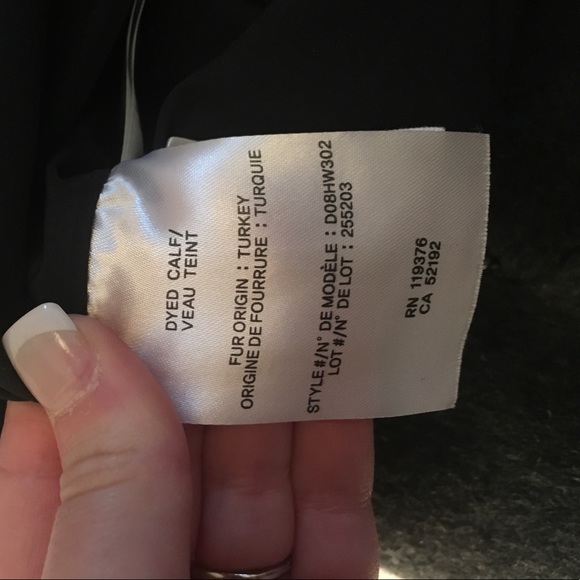 DYED CALF/
VEAU TEINT
FUR ORIGIN : TURKEY
ORIGINE DE FOURRURE : TURQUIE
STYLE #/N° DE MODÈLE : D08HW302
LOT #/N° DE LOT : 255203
RN 119376
CA 52192